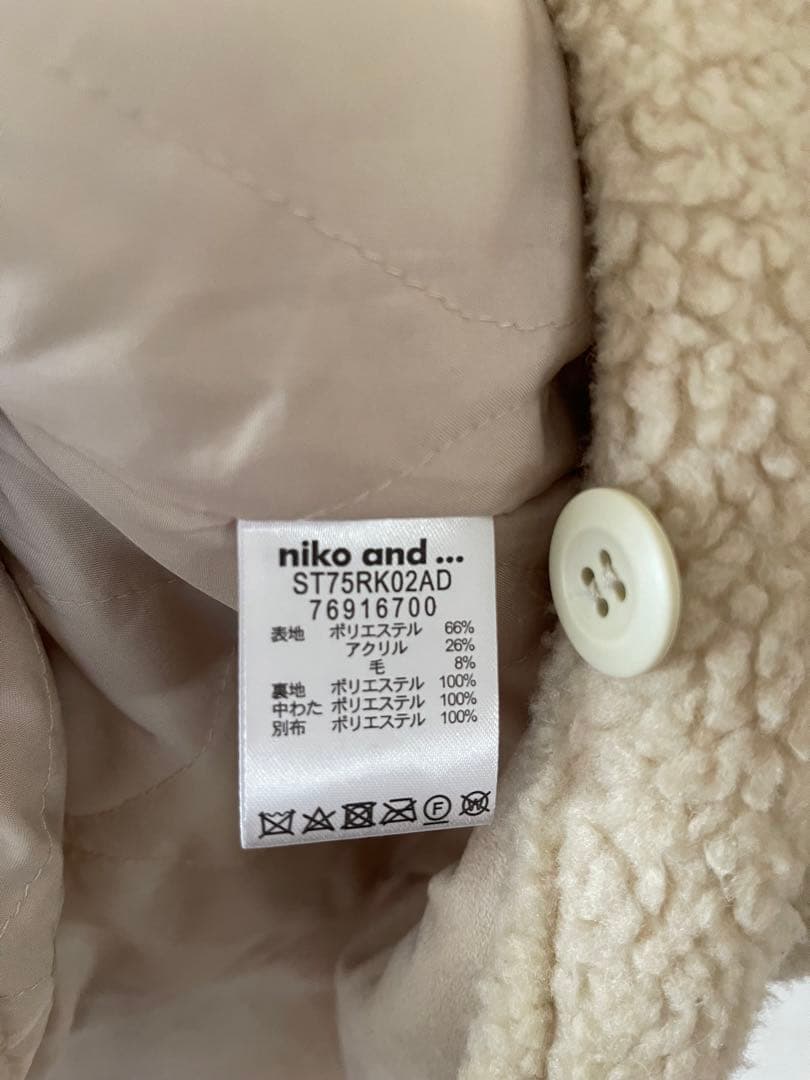 niko and ...
ST75RK02AD
76916700
表地 ポリエステル 66%
アクリル 26%
毛 8%
裏地 ポリエステル 100%
中わた ポリエステル 100%
別布 ポリエステル 100%
F W